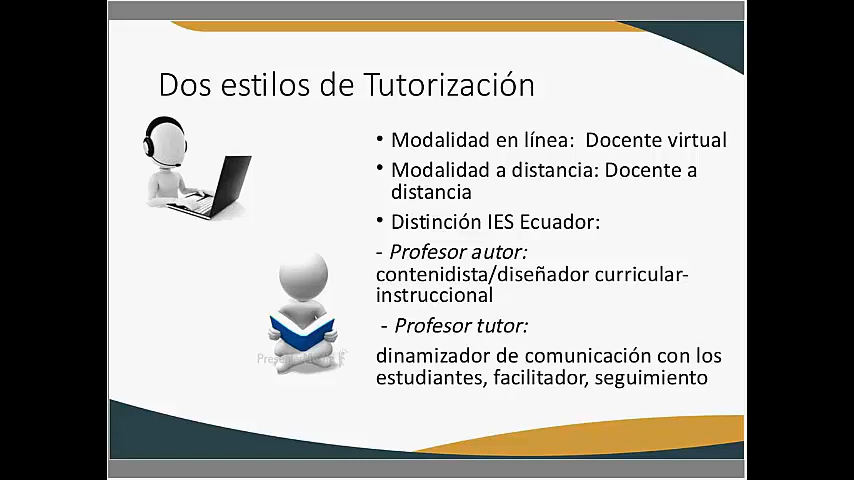 Dos estilos de Tutorización
• Modalidad en línea:  Docente virtual
• Modalidad a distancia: Docente a
distancia
• Distinción IES Ecuador:
- Profesor autor:
contenidista/diseñador curricular-
instruccional
- Profesor tutor:
dinamizador de comunicación con los
estudiantes, facilitador, seguimiento